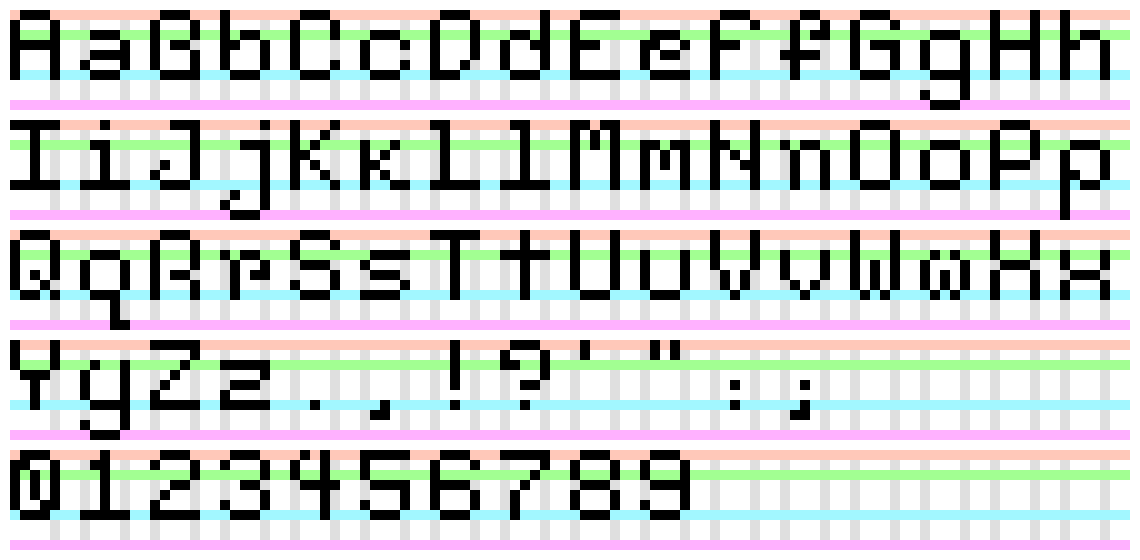 AaBbCcDdEeFfGgHh
IiJjKkLlMmNnOoPp
QqRrSsTtUuVvWwXx
YyZz.,!?'":;
0123456789